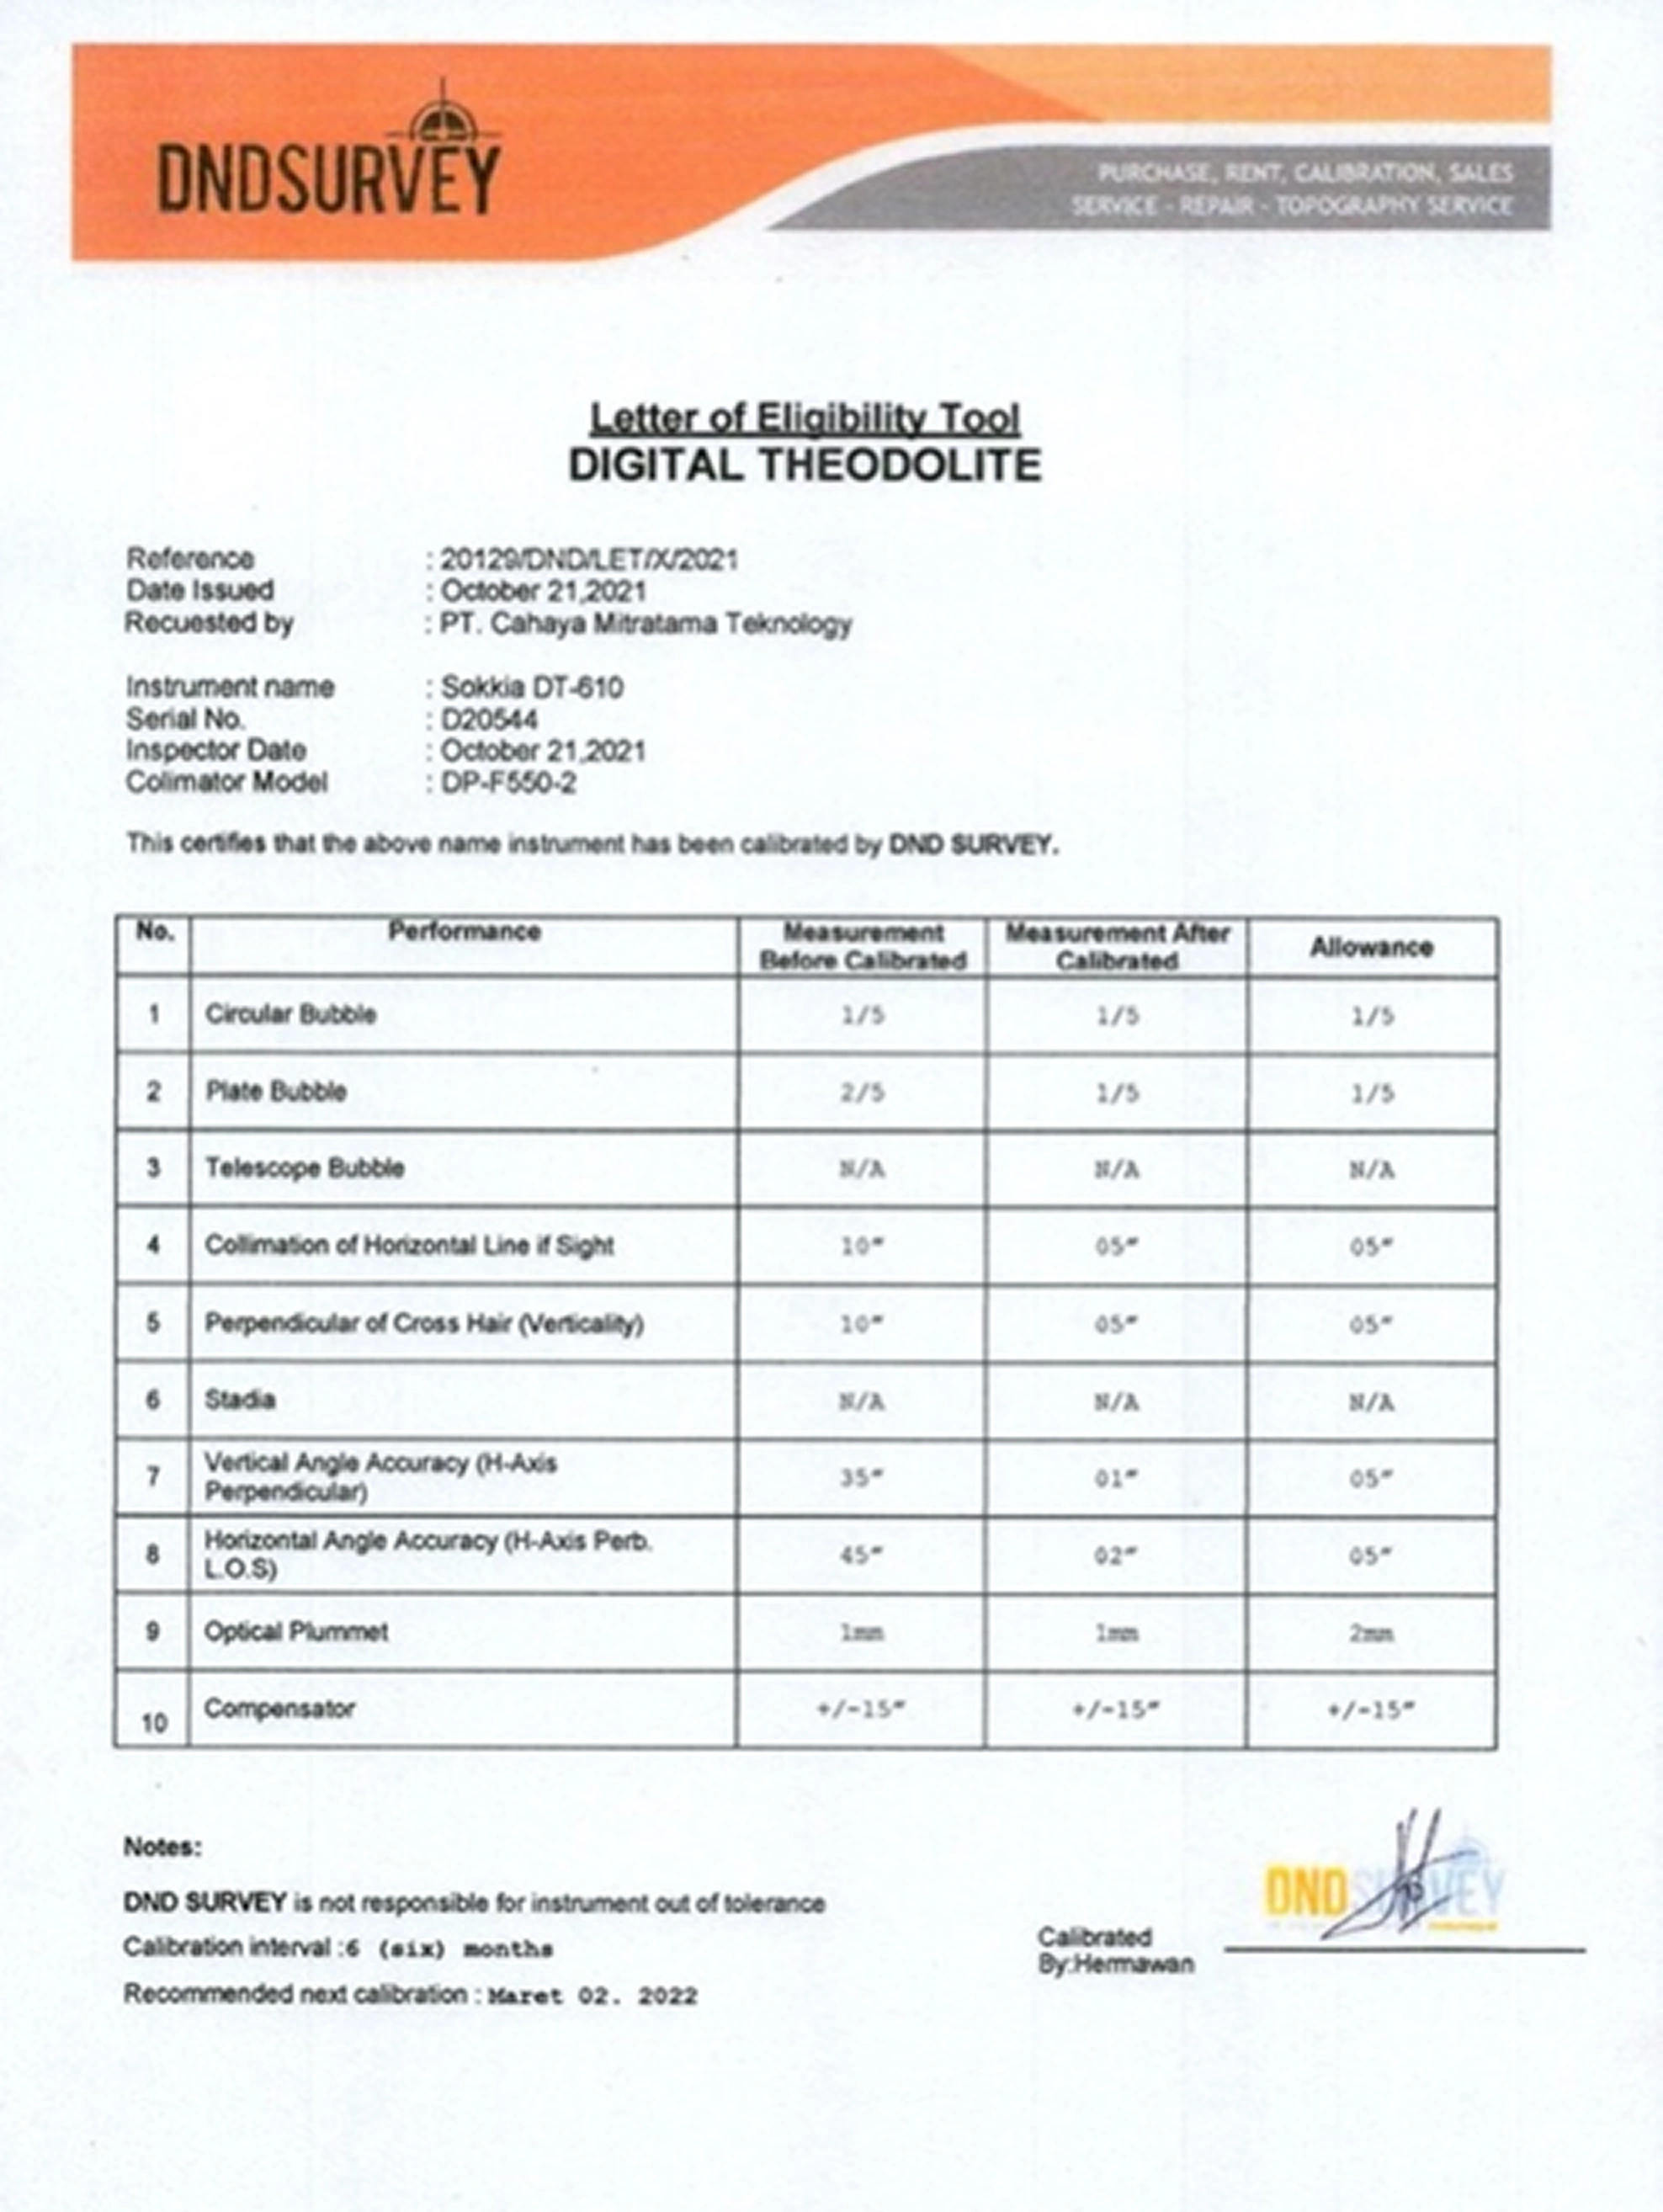 DNDSURVEY
PURCHASE, RENT, CALIBRATION, SALES
SERVICE - REPAIR - TOPOGRAPHY SERVICE
Letter of Eligibility Tool
DIGITAL THEODOLITE
Reference : 20129/DND/LET/X/2021
Date Issued : October 21,2021
Recuested by : PT. Cahaya Mitratama Teknology
Instrument name : Sokkia DT-610
Serial No. : D20544
Inspector Date : October 21,2021
Colimator Model : DP-F550-2
This certifies that the above name instrument has been calibrated by DND SURVEY.
No. Performance Measurement Before Calibrated Measurement After Calibrated Allowance
1 Circular Bubble 1/5 1/5 1/5
2 Plate Bubble 2/5 1/5 1/5
3 Telescope Bubble N/A N/A N/A
4 Collimation of Horizontal Line if Sight 10" 05" 05"
5 Perpendicular of Cross Hair (Verticality) 10" 05" 05"
6 Stadia N/A N/A N/A
7 Vertical Angle Accuracy (H-Axis Perpendicular) 35" 01" 05"
8 Horizontal Angle Accuracy (H-Axis Perb. L.O.S) 45" 02" 05"
9 Optical Plummet 1mm 1mm 2mm
10 Compensator +/-15" +/-15" +/-15"
Notes:
DND SURVEY is not responsible for instrument out of tolerance
Calibration interval :6 (six) months
Recommended next calibration : Maret 02. 2022
DND SURVEY
Calibrated
By:Hermawan